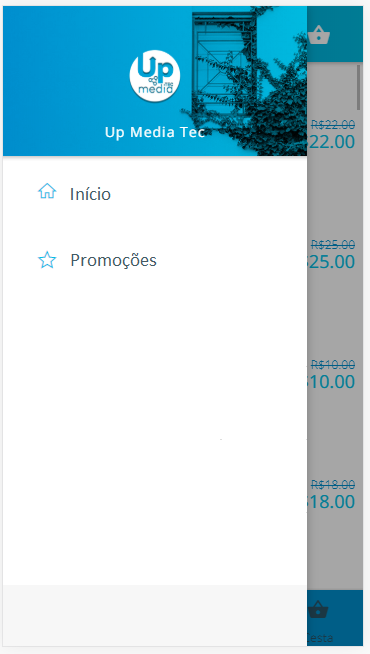 Up
mic
media
Up Media Tec
Início
Promoções
R$22.00
22.00
R$25.00
25.00
R$10.00
10.00
R$18.00
18.00
esta